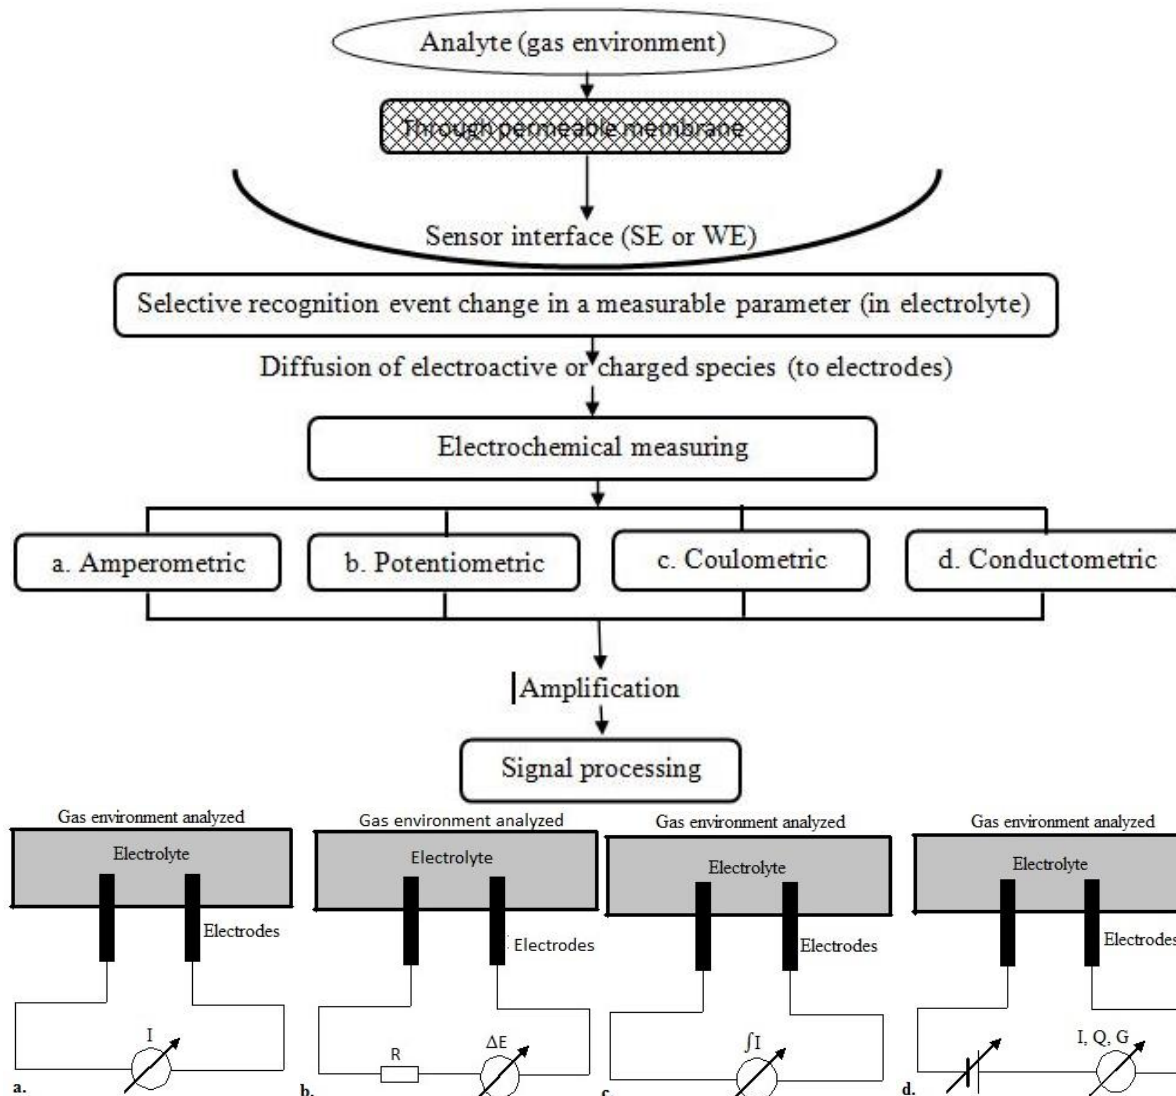 Analyte (gas environment)
Through permeable membrane
Sensor interface (SE or WE)
Selective recognition event change in a measurable parameter (in electrolyte)
Diffusion of electroactive or charged species (to electrodes)
Electrochemical measuring
a. Amperometric
b. Potentiometric
c. Coulometric
d. Conductometric
Amplification
Signal processing
Gas environment analyzed
Electrolyte
Electrodes
I
a.
Gas environment analyzed
Electrolyte
Electrodes
R
ΔE
b.
Gas environment analyzed
Electrolyte
Electrodes
∫I
c.
Gas environment analyzed
Electrolyte
Electrodes
I, Q, G
d.